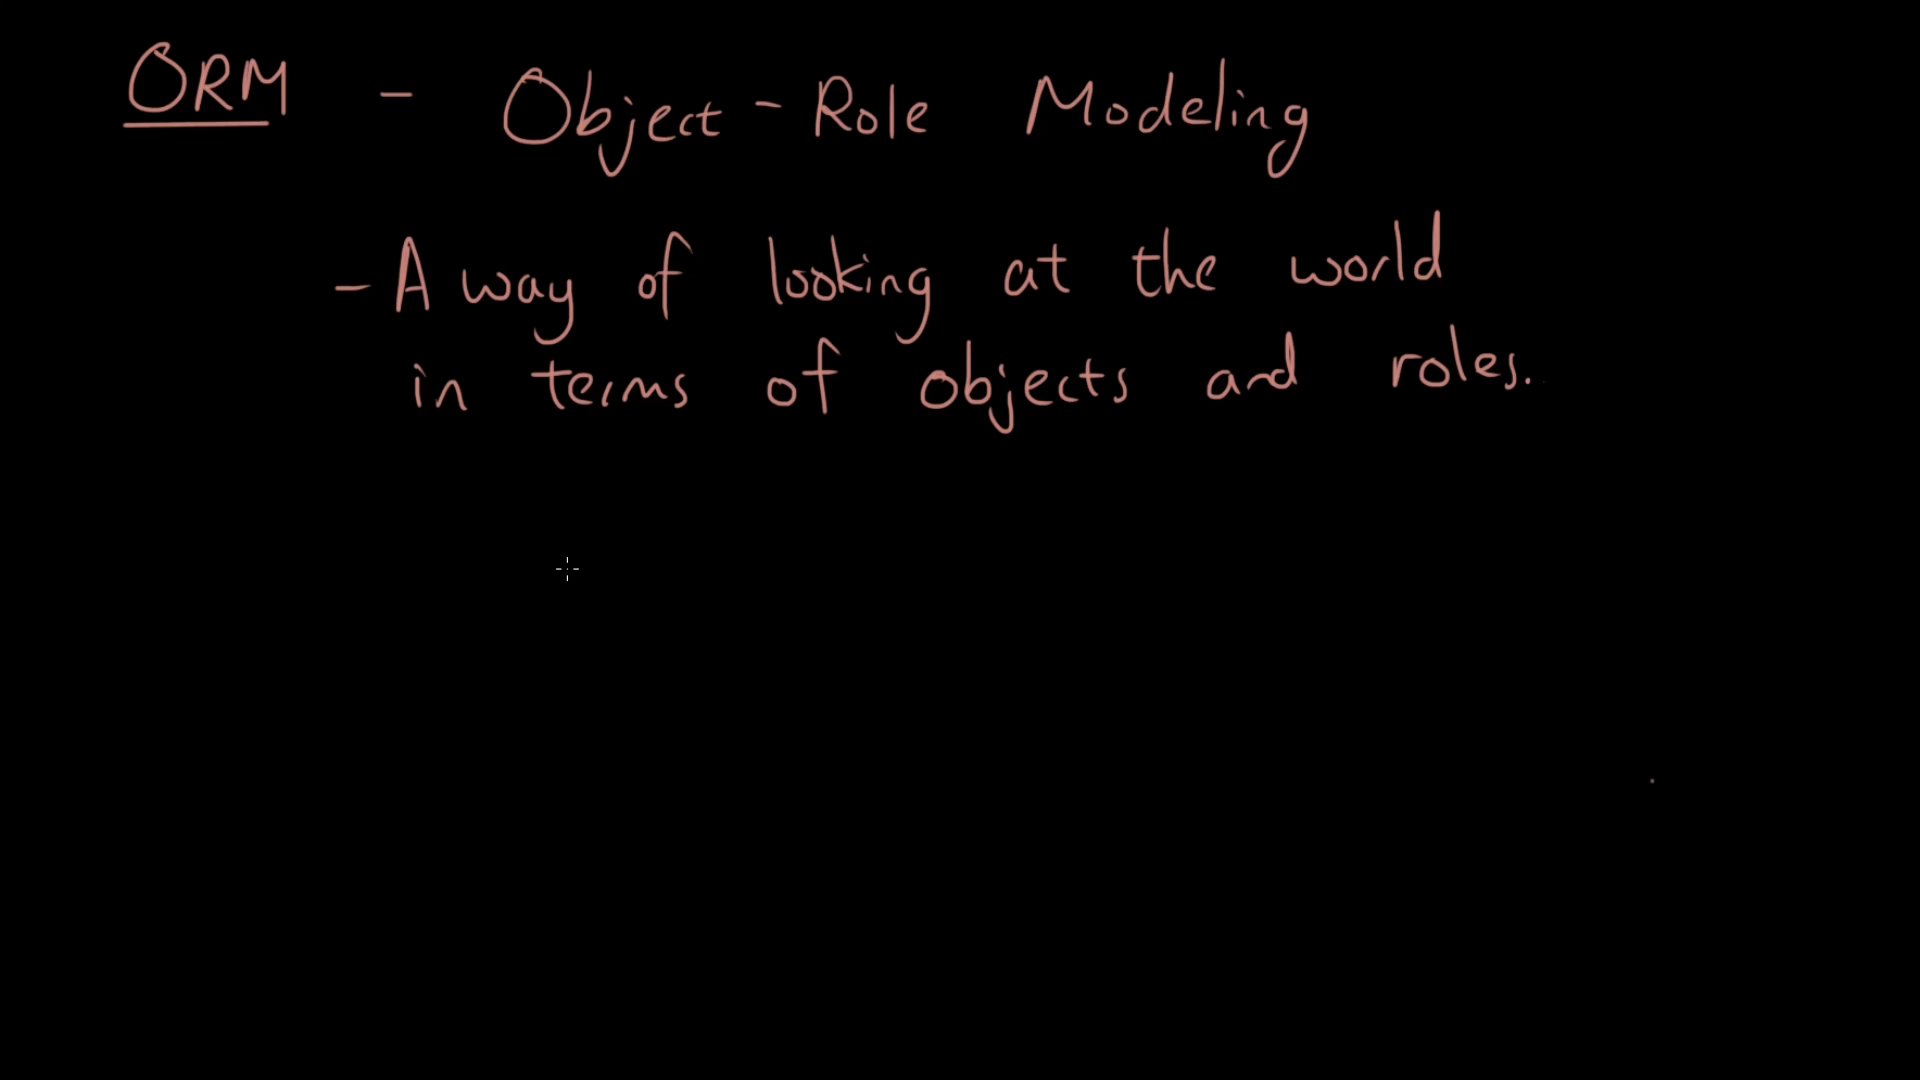 ORM - Object-Role Modeling
- A way of looking at the world
in terms of objects and roles.